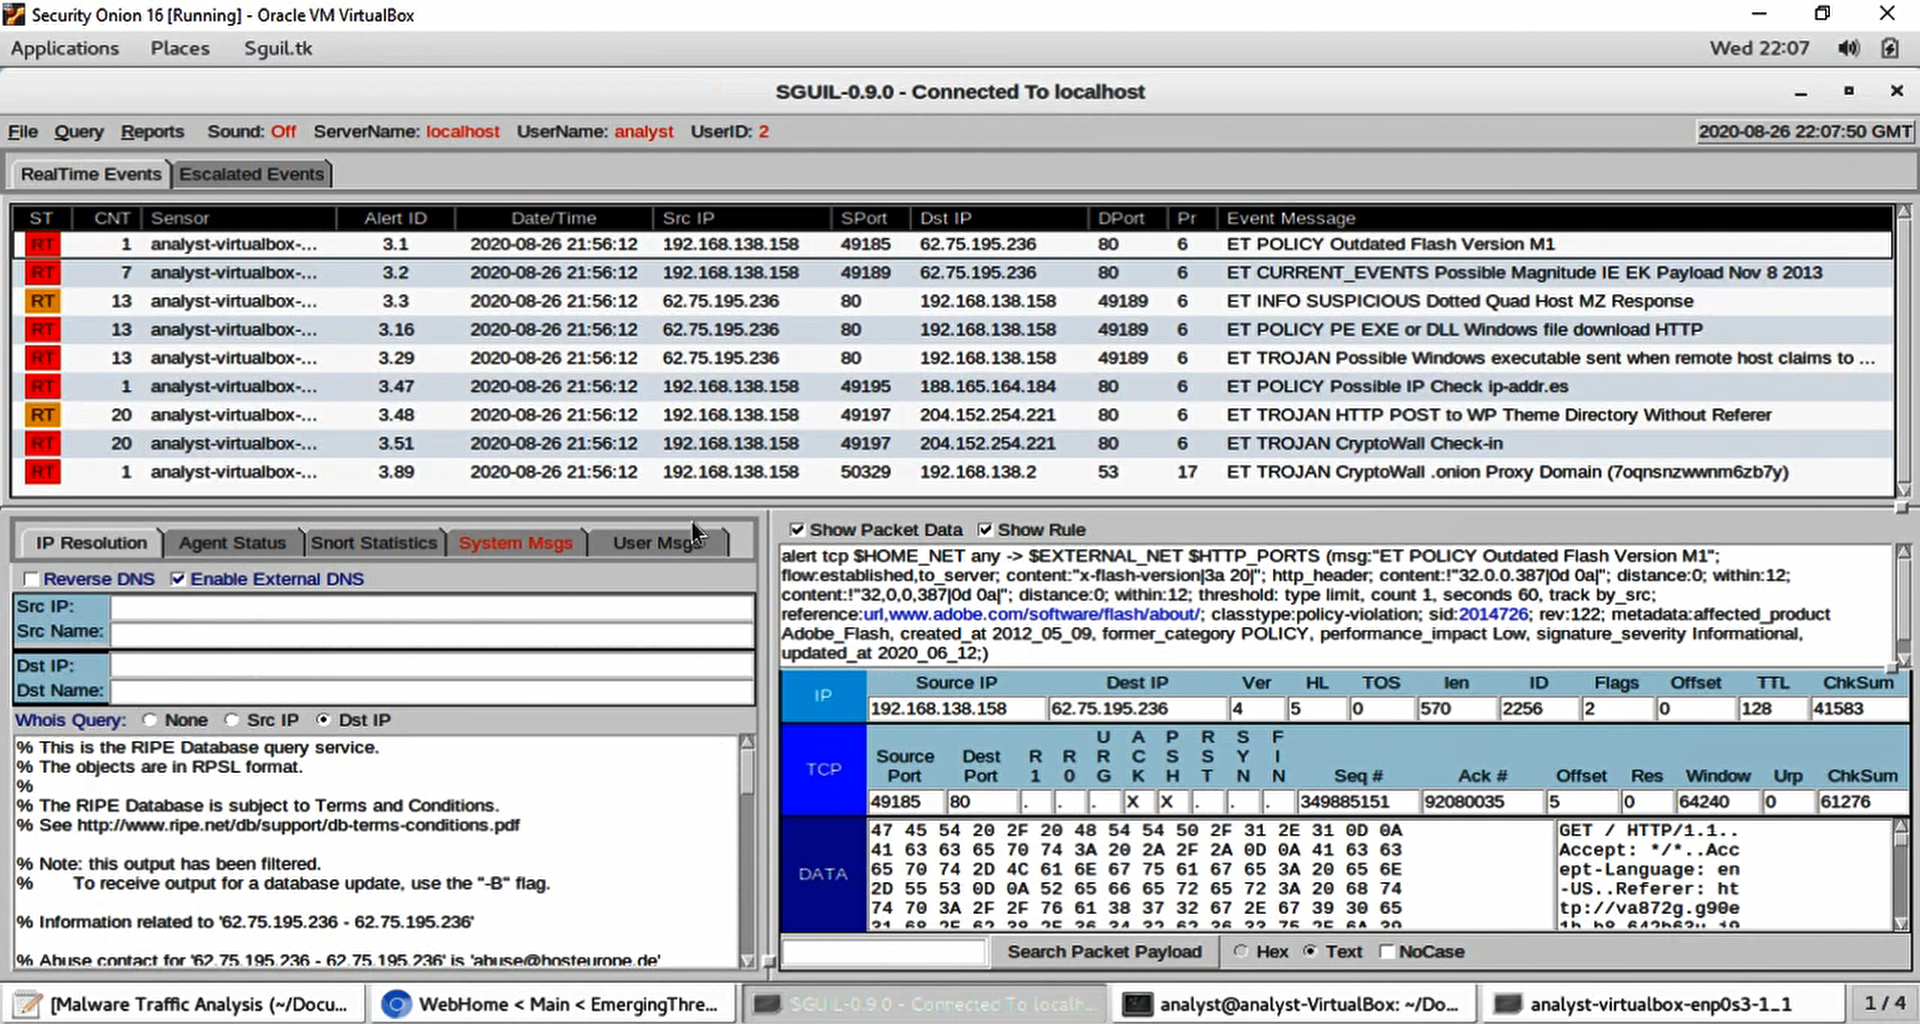 Security Onion 16 [Running] - Oracle VM VirtualBox
Applications Places Sguil.tk Wed 22:07
SGUIL-0.9.0 - Connected To localhost
File Query Reports Sound: Off ServerName: localhost UserName: analyst UserID: 2 2020-08-26 22:07:50 GMT
RealTime Events Escalated Events
ST CNT Sensor Alert ID Date/Time Src IP SPort Dst IP DPort Pr Event Message
RT 1 analyst-virtualbox-... 3.1 2020-08-26 21:56:12 192.168.138.158 49185 62.75.195.236 80 6 ET POLICY Outdated Flash Version M1
RT 7 analyst-virtualbox-... 3.2 2020-08-26 21:56:12 192.168.138.158 49189 62.75.195.236 80 6 ET CURRENT_EVENTS Possible Magnitude IE EK Payload Nov 8 2013
RT 13 analyst-virtualbox-... 3.3 2020-08-26 21:56:12 62.75.195.236 80 192.168.138.158 49189 6 ET INFO SUSPICIOUS Dotted Quad Host MZ Response
RT 13 analyst-virtualbox-... 3.16 2020-08-26 21:56:12 62.75.195.236 80 192.168.138.158 49189 6 ET POLICY PE EXE or DLL Windows file download HTTP
RT 13 analyst-virtualbox-... 3.29 2020-08-26 21:56:12 62.75.195.236 80 192.168.138.158 49189 6 ET TROJAN Possible Windows executable sent when remote host claims to ...
RT 1 analyst-virtualbox-... 3.47 2020-08-26 21:56:12 192.168.138.158 49195 188.165.164.184 80 6 ET POLICY Possible IP Check ip-addr.es
RT 20 analyst-virtualbox-... 3.48 2020-08-26 21:56:12 192.168.138.158 49197 204.152.254.221 80 6 ET TROJAN HTTP POST to WP Theme Directory Without Referer
RT 20 analyst-virtualbox-... 3.51 2020-08-26 21:56:12 192.168.138.158 49197 204.152.254.221 80 6 ET TROJAN CryptoWall Check-in
RT 1 analyst-virtualbox-... 3.89 2020-08-26 21:56:12 192.168.138.158 50329 192.168.138.2 53 17 ET TROJAN CryptoWall .onion Proxy Domain (7oqnsnzwwnm6zb7y)
IP Resolution Agent Status Snort Statistics System Msgs User Msgs
Reverse DNS Enable External DNS
Src IP:
Src Name:
Dst IP:
Dst Name:
Whois Query: None Src IP Dst IP
% This is the RIPE Database query service.
% The objects are in RPSL format.
%
% The RIPE Database is subject to Terms and Conditions.
% See http://www.ripe.net/db/support/db-terms-conditions.pdf
% Note: this output has been filtered.
% To receive output for a database update, use the "-B" flag.
% Information related to '62.75.195.236 - 62.75.195.236'
% Abuse contact for '62.75.195.236 - 62.75.195.236' is 'abuse@hosteurope.de'
Show Packet Data Show Rule
alert tcp $HOME_NET any -> $EXTERNAL_NET $HTTP_PORTS (msg:"ET POLICY Outdated Flash Version M1";
flow:established,to_server; content:"x-flash-version|3a 20|"; http_header; content:!"32.0.0.387|0d 0a|"; distance:0; within:12;
content:!"32,0,0,387|0d 0a|"; distance:0; within:12; threshold: type limit, count 1, seconds 60, track by_src;
reference:url,www.adobe.com/software/flash/about/; classtype:policy-violation; sid:2014726; rev:122; metadata:affected_product
Adobe_Flash, created_at 2012_05_09, former_category POLICY, performance_impact Low, signature_severity Informational,
updated_at 2020_06_12;)
IP Source IP Dest IP Ver HL TOS len ID Flags Offset TTL ChkSum
192.168.138.158 62.75.195.236 4 5 0 570 2256 2 0 128 41583
TCP Source Port Dest Port R1 R0 URG ACK PSH RST SYN FIN Seq # Ack # Offset Res Window Urp ChkSum
49185 80 . . . X X . . . 349885151 92080035 5 0 64240 0 61276
DATA
47 45 54 20 2F 20 48 54 54 50 2F 31 2E 31 0D 0A GET / HTTP/1.1..
41 63 63 65 70 74 3A 20 2A 2F 2A 0D 0A 41 63 63 Accept: */*..Acc
65 70 74 2D 4C 61 6E 67 75 61 67 65 3A 20 65 6E ept-Language: en
2D 55 53 0D 0A 52 65 66 65 72 65 72 3A 20 68 74 -US..Referer: ht
74 70 3A 2F 2F 76 61 38 37 32 67 2E 67 39 30 65 tp://va872g.g90e
Search Packet Payload Hex Text NoCase
[Malware Traffic Analysis (~/Docu... WebHome < Main < EmergingThre... SGUIL-0.9.0 - Connected To localh... analyst@analyst-VirtualBox: ~/Do... analyst-virtualbox-enp0s3-1_1 1 / 4